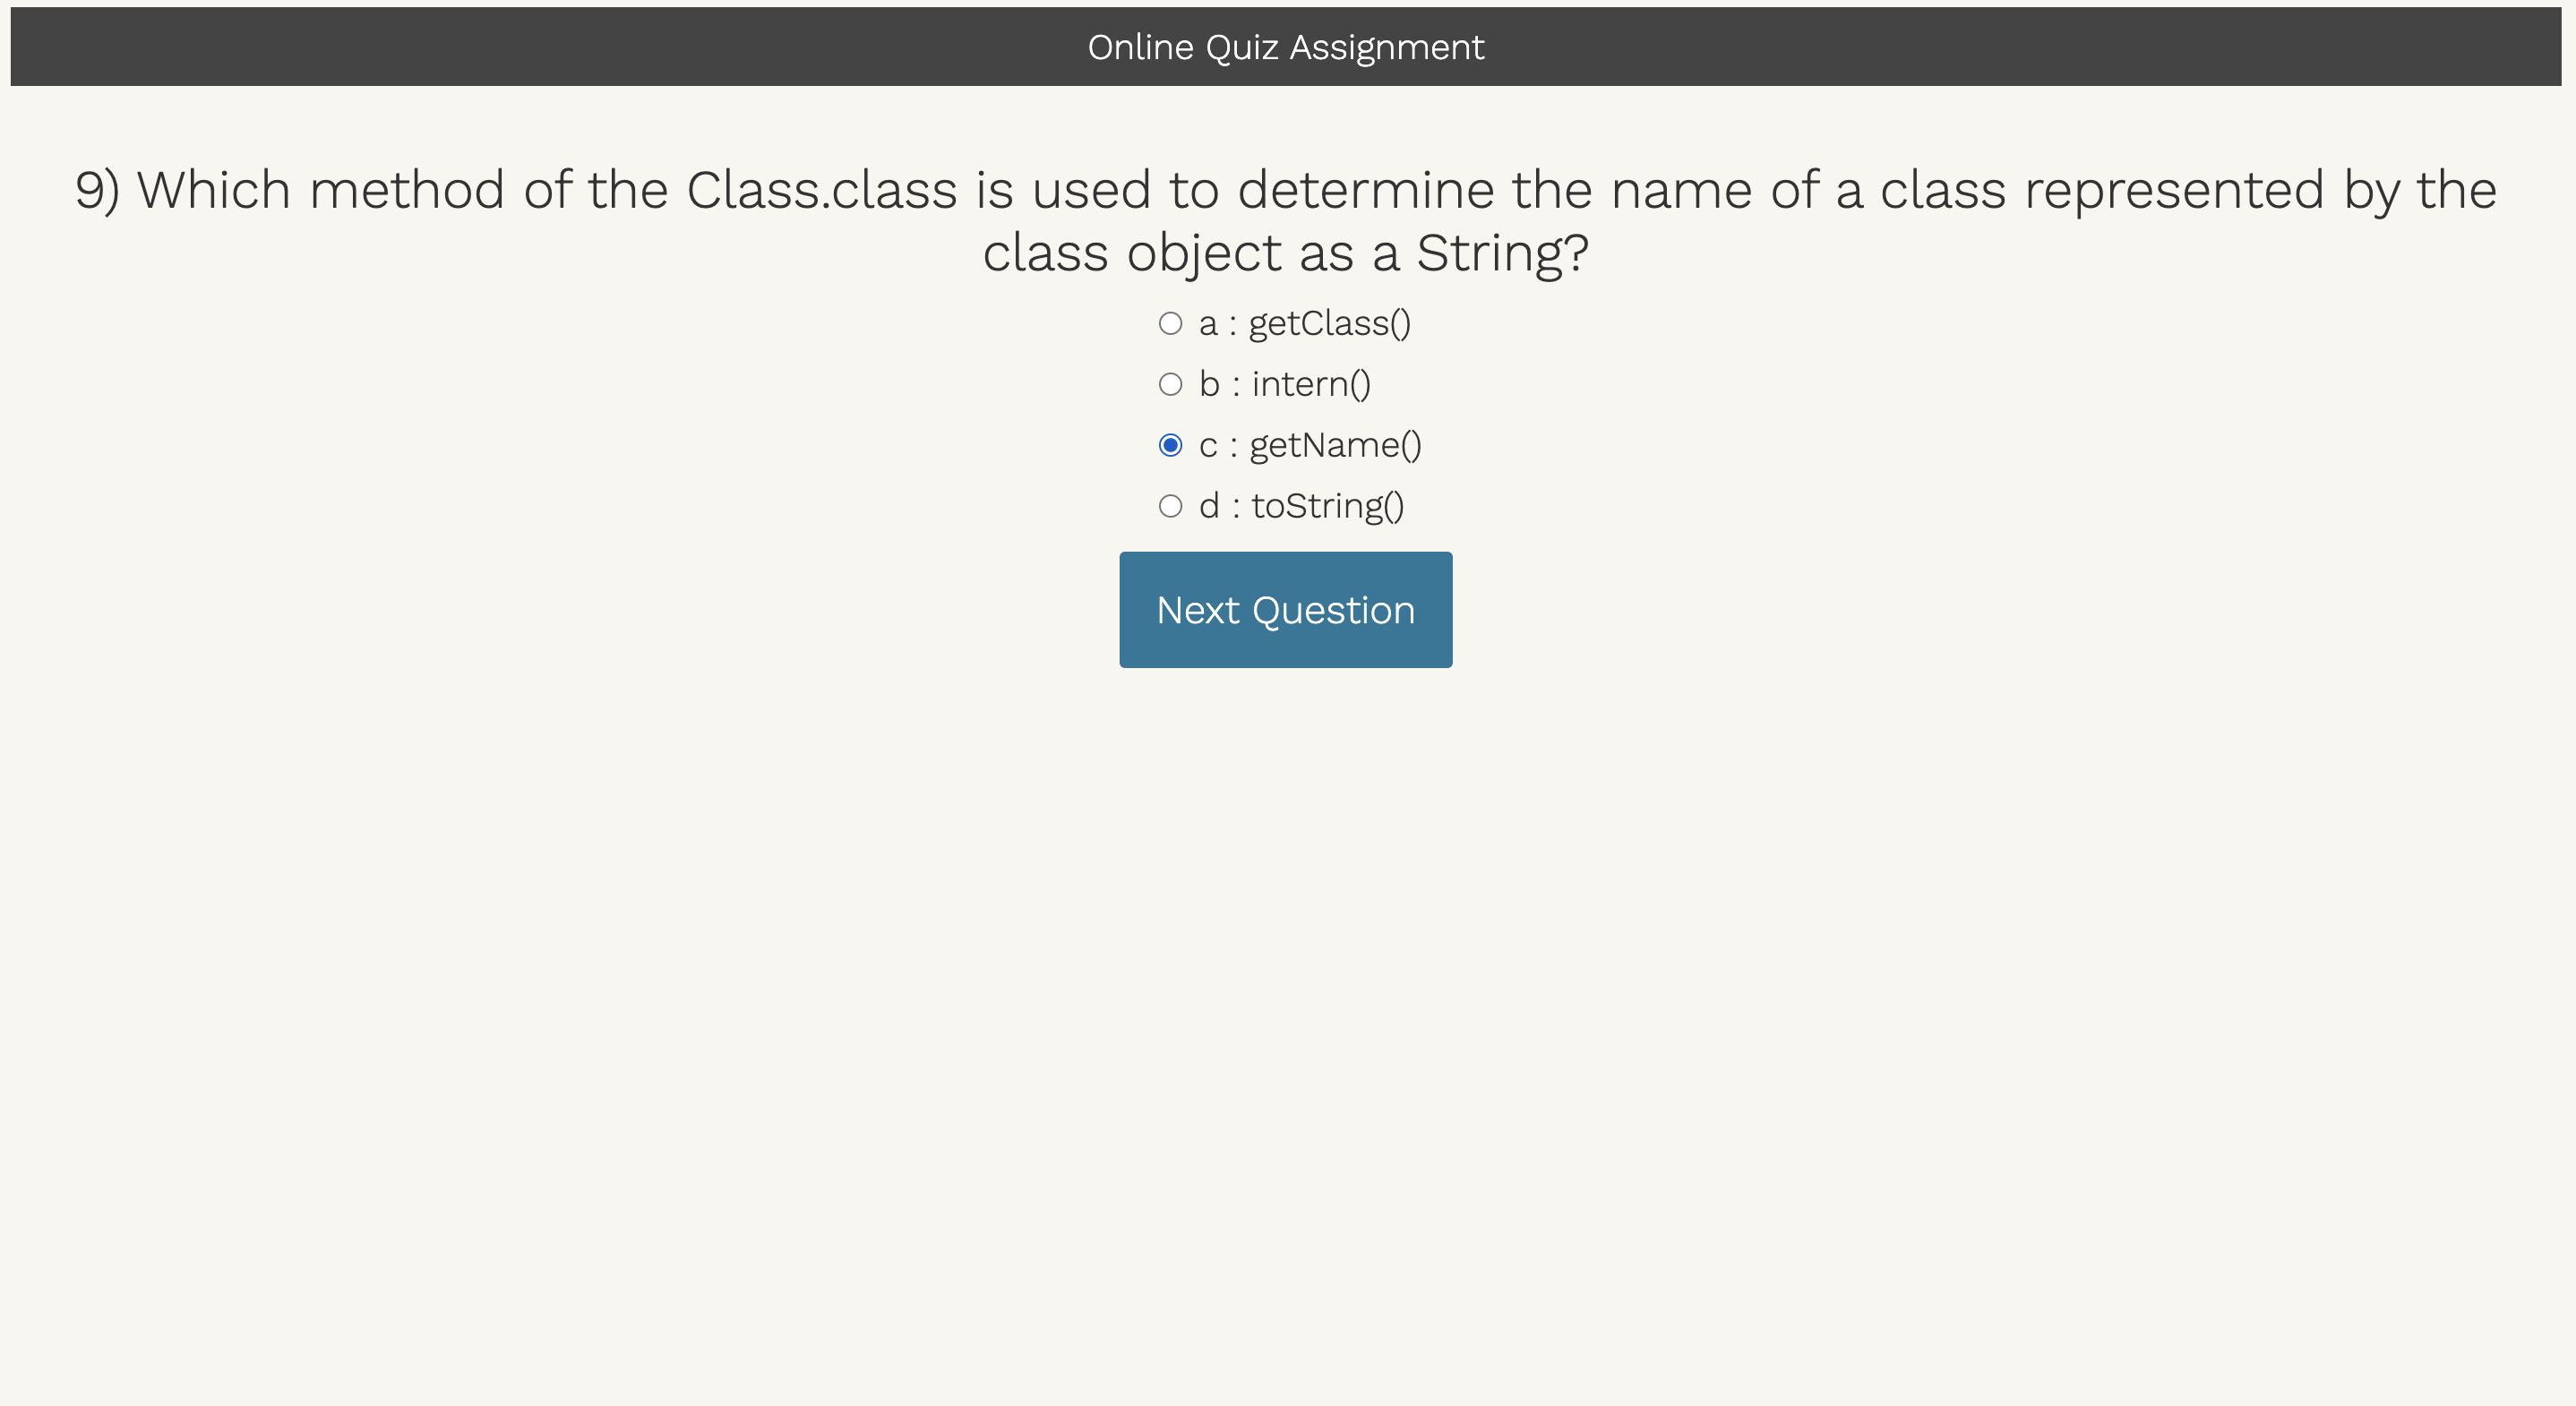 Online Quiz Assignment
9) Which method of the Class.class is used to determine the name of a class represented by the
class object as a String?
a : getClass()
b : intern()
c : getName()
d : toString()
Next Question